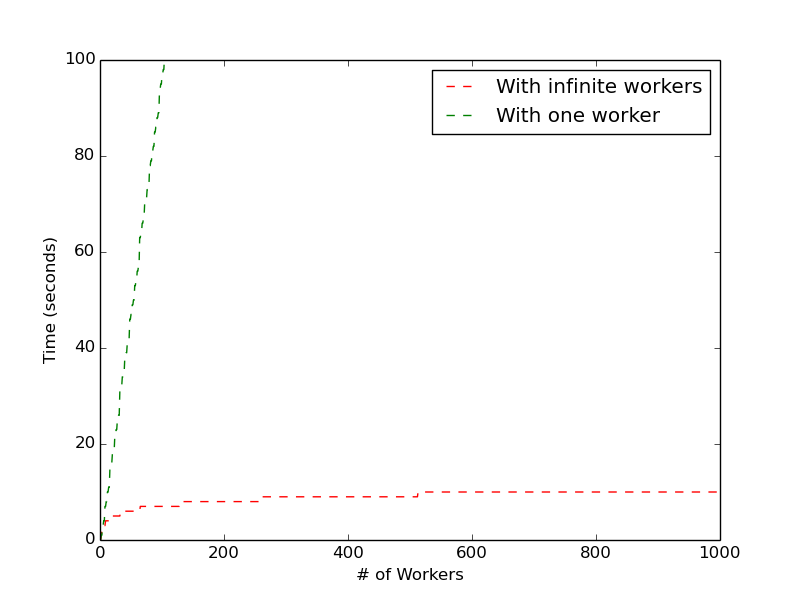 With infinite workers
With one worker
100
80
60
40
20
0
Time (seconds)
0 200 400 600 800 1000
# of Workers